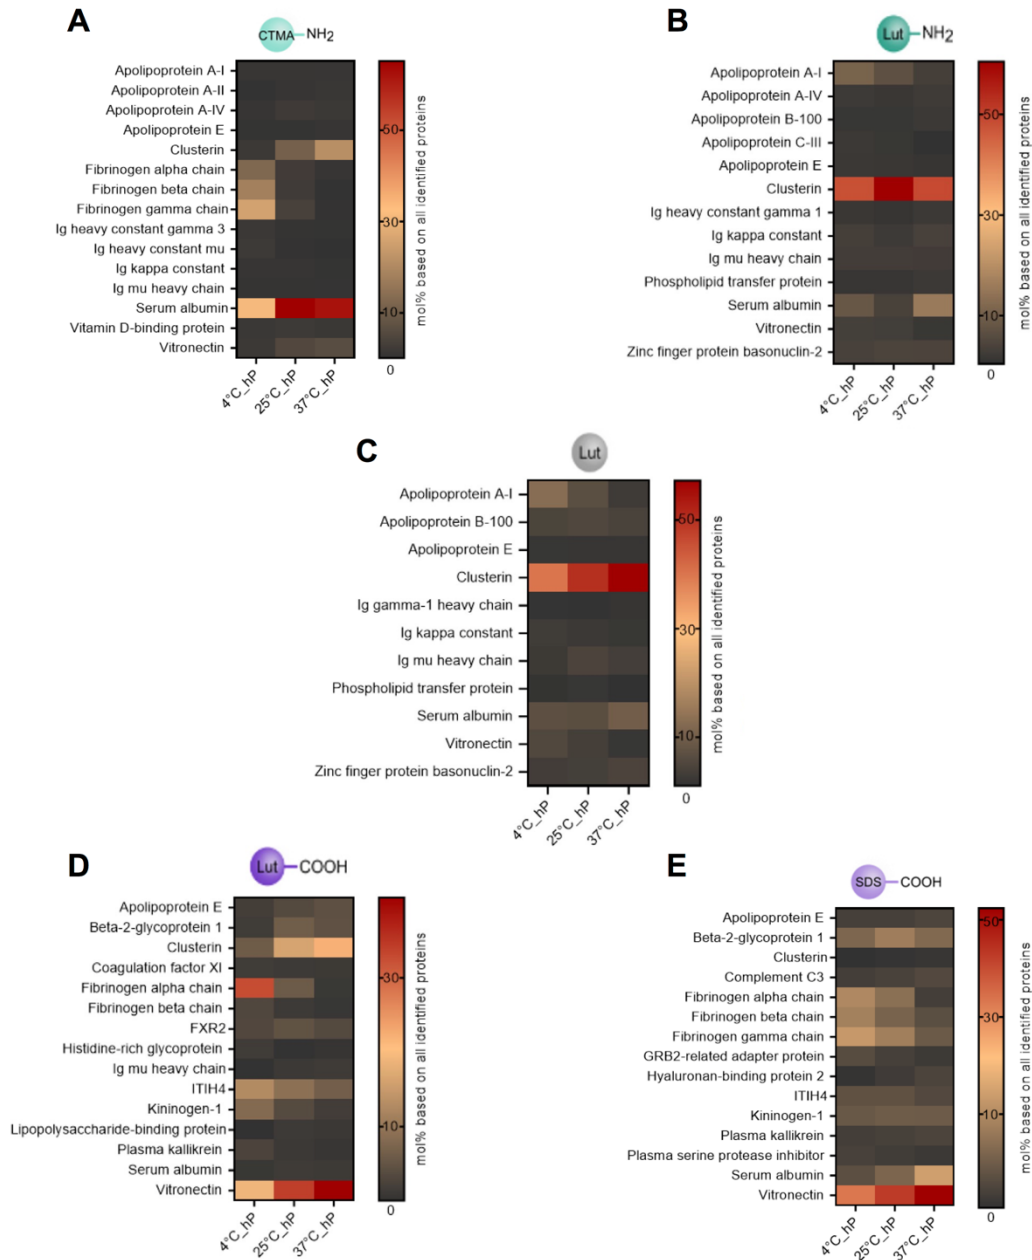 A
CTMA NH2
Apolipoprotein A-I
Apolipoprotein A-II
Apolipoprotein A-IV
Apolipoprotein E
Clusterin
Fibrinogen alpha chain
Fibrinogen beta chain
Fibrinogen gamma chain
Ig heavy constant gamma 3
Ig heavy constant mu
Ig kappa constant
Ig mu heavy chain
Serum albumin
Vitamin D-binding protein
Vitronectin
4°C_hP
25°C_hP
37°C_hP
50
30
10
0
mol% based on all identified proteins
B
Lut NH2
Apolipoprotein A-I
Apolipoprotein A-IV
Apolipoprotein B-100
Apolipoprotein C-III
Apolipoprotein E
Clusterin
Ig heavy constant gamma 1
Ig kappa constant
Ig mu heavy chain
Phospholipid transfer protein
Serum albumin
Vitronectin
Zinc finger protein basonuclin-2
4°C_hP
25°C_hP
37°C_hP
50
30
10
0
mol% based on all identified proteins
C
Lut
Apolipoprotein A-I
Apolipoprotein B-100
Apolipoprotein E
Clusterin
Ig gamma-1 heavy chain
Ig kappa constant
Ig mu heavy chain
Phospholipid transfer protein
Serum albumin
Vitronectin
Zinc finger protein basonuclin-2
4°C_hP
25°C_hP
37°C_hP
50
30
10
0
mol% based on all identified proteins
D
Lut COOH
Apolipoprotein E
Beta-2-glycoprotein 1
Clusterin
Coagulation factor XI
Fibrinogen alpha chain
Fibrinogen beta chain
FXR2
Histidine-rich glycoprotein
Ig mu heavy chain
ITIH4
Kininogen-1
Lipopolysaccharide-binding protein
Plasma kallikrein
Serum albumin
Vitronectin
4°C_hP
25°C_hP
37°C_hP
30
10
0
mol% based on all identified proteins
E
SDS COOH
Apolipoprotein E
Beta-2-glycoprotein 1
Clusterin
Complement C3
Fibrinogen alpha chain
Fibrinogen beta chain
Fibrinogen gamma chain
GRB2-related adapter protein
Hyaluronan-binding protein 2
ITIH4
Kininogen-1
Plasma kallikrein
Plasma serine protease inhibitor
Serum albumin
Vitronectin
4°C_hP
25°C_hP
37°C_hP
50
30
10
0
mol% based on all identified proteins